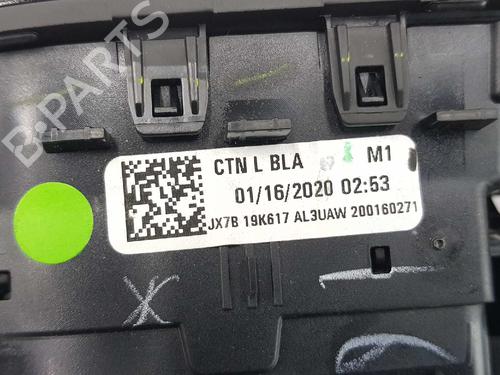 B-PARTS
CTN L BLA M1
01/16/2020 02:53
JX7B 19K617 AL3UAW 200160271
X